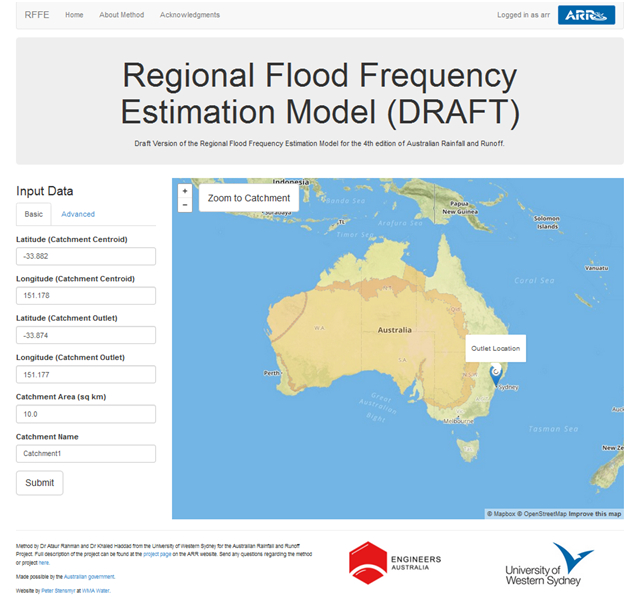 RFFE Home About Method Acknowledgments Logged in as arr ARR
Regional Flood Frequency
Estimation Model (DRAFT)
Draft Version of the Regional Flood Frequency Estimation Model for the 4th edition of Australian Rainfall and Runoff.
Input Data
Basic Advanced
Latitude (Catchment Centroid)
-33.882
Longitude (Catchment Centroid)
151.178
Latitude (Catchment Outlet)
-33.874
Longitude (Catchment Outlet)
151.177
Catchment Area (sq km)
10.0
Catchment Name
Catchment1
Submit
+
−
Zoom to Catchment
Indonesia
Surabaya
Banda Sea
TL
Arafura Sea
Timor Sea
Papua
New Guinea
Solomon
Islands
Vanuatu
Coral Sea
NT
WA
Australia
SA
Outlet Location
Perth
Great
Australian
Bight
Sydney
Melbourne
Tasman Sea
New Ze
© Mapbox © OpenStreetMap Improve this map
Method by Dr Ataur Rahman and Dr Khaled Haddad from the University of Western Sydney for the Australian Rainfall and Runoff
Project. Full description of the project can be found at the project page on the ARR website. Send any questions regarding the method
or project here.
Made possible by the Australian government.
Website by Peter Stensmyr at WMA Water.
ENGINEERS
AUSTRALIA
University of
Western Sydney